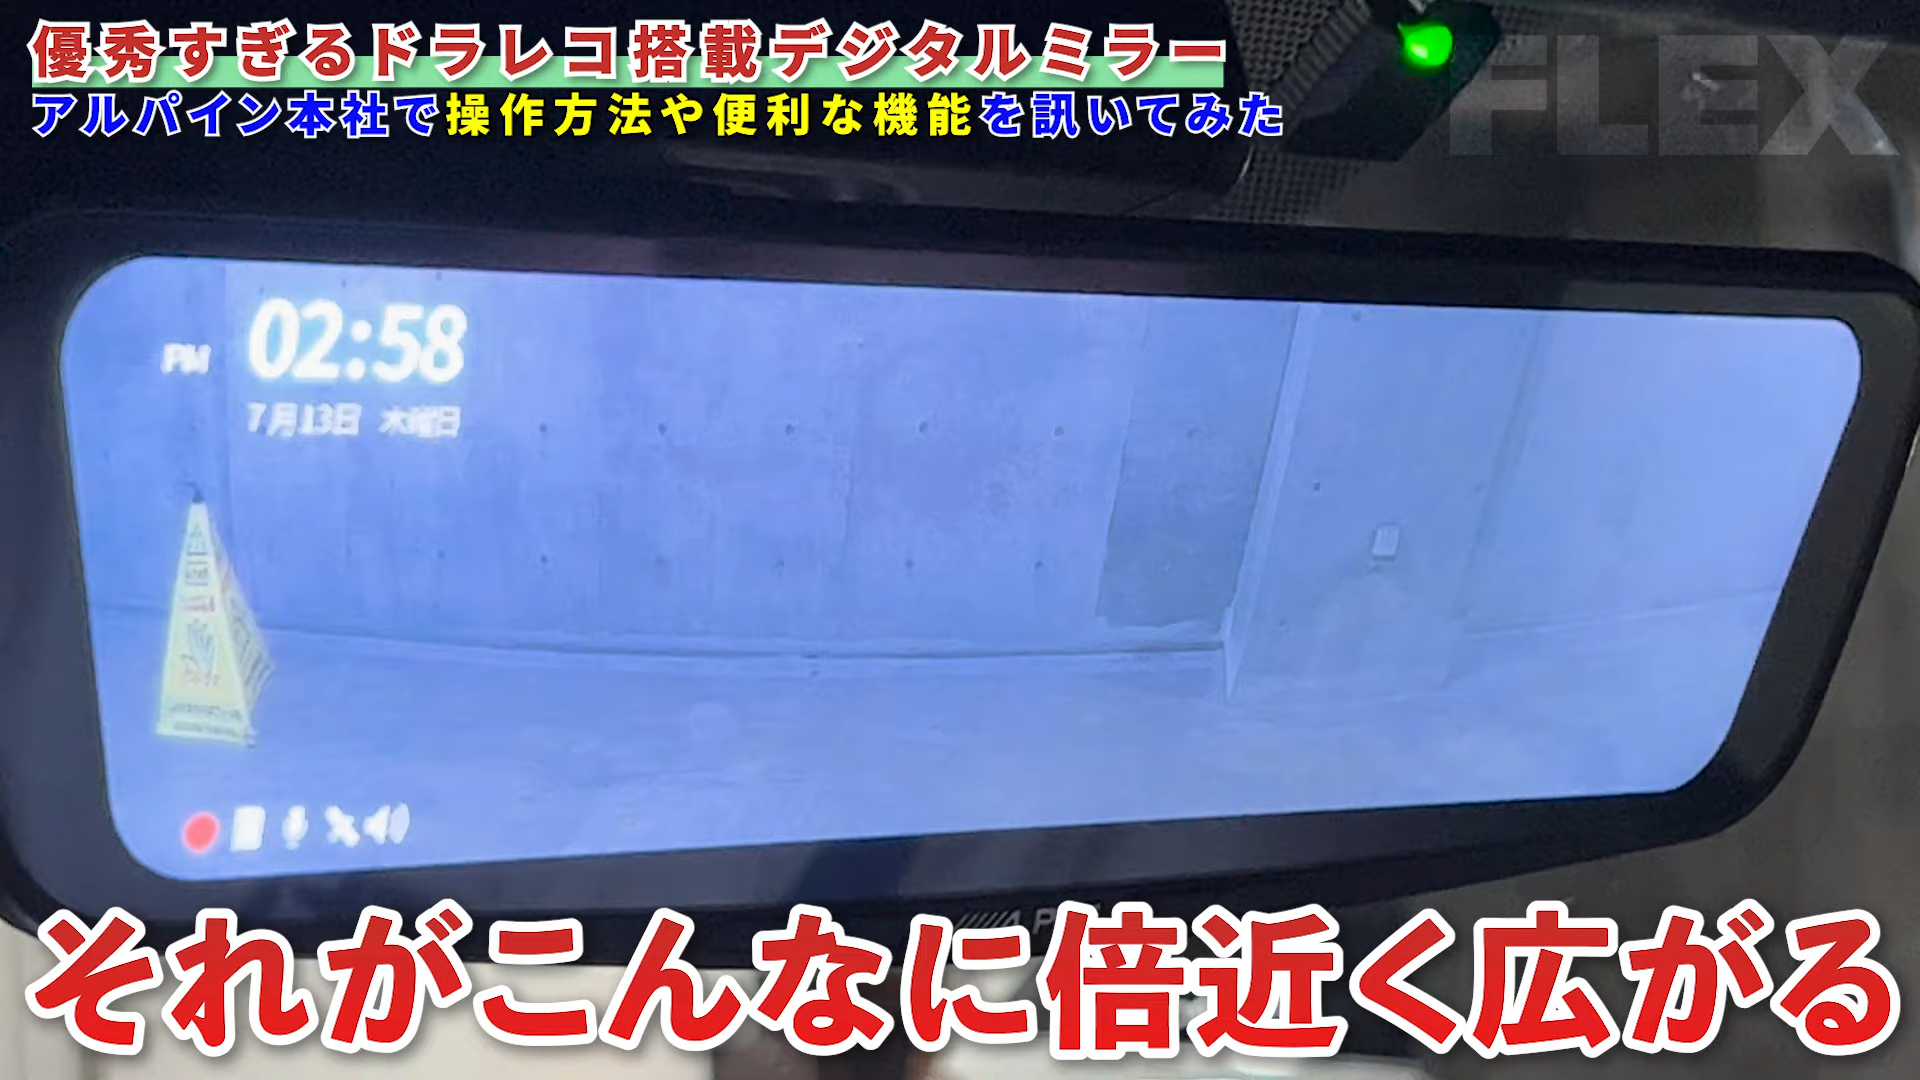 優秀すぎるドラレコ搭載デジタルミラー
FLEX
アルパイン本社で操作方法や便利な機能を訊いてみた
PM 02:58
7月13日 木曜日
それがこんなに倍近く広がる